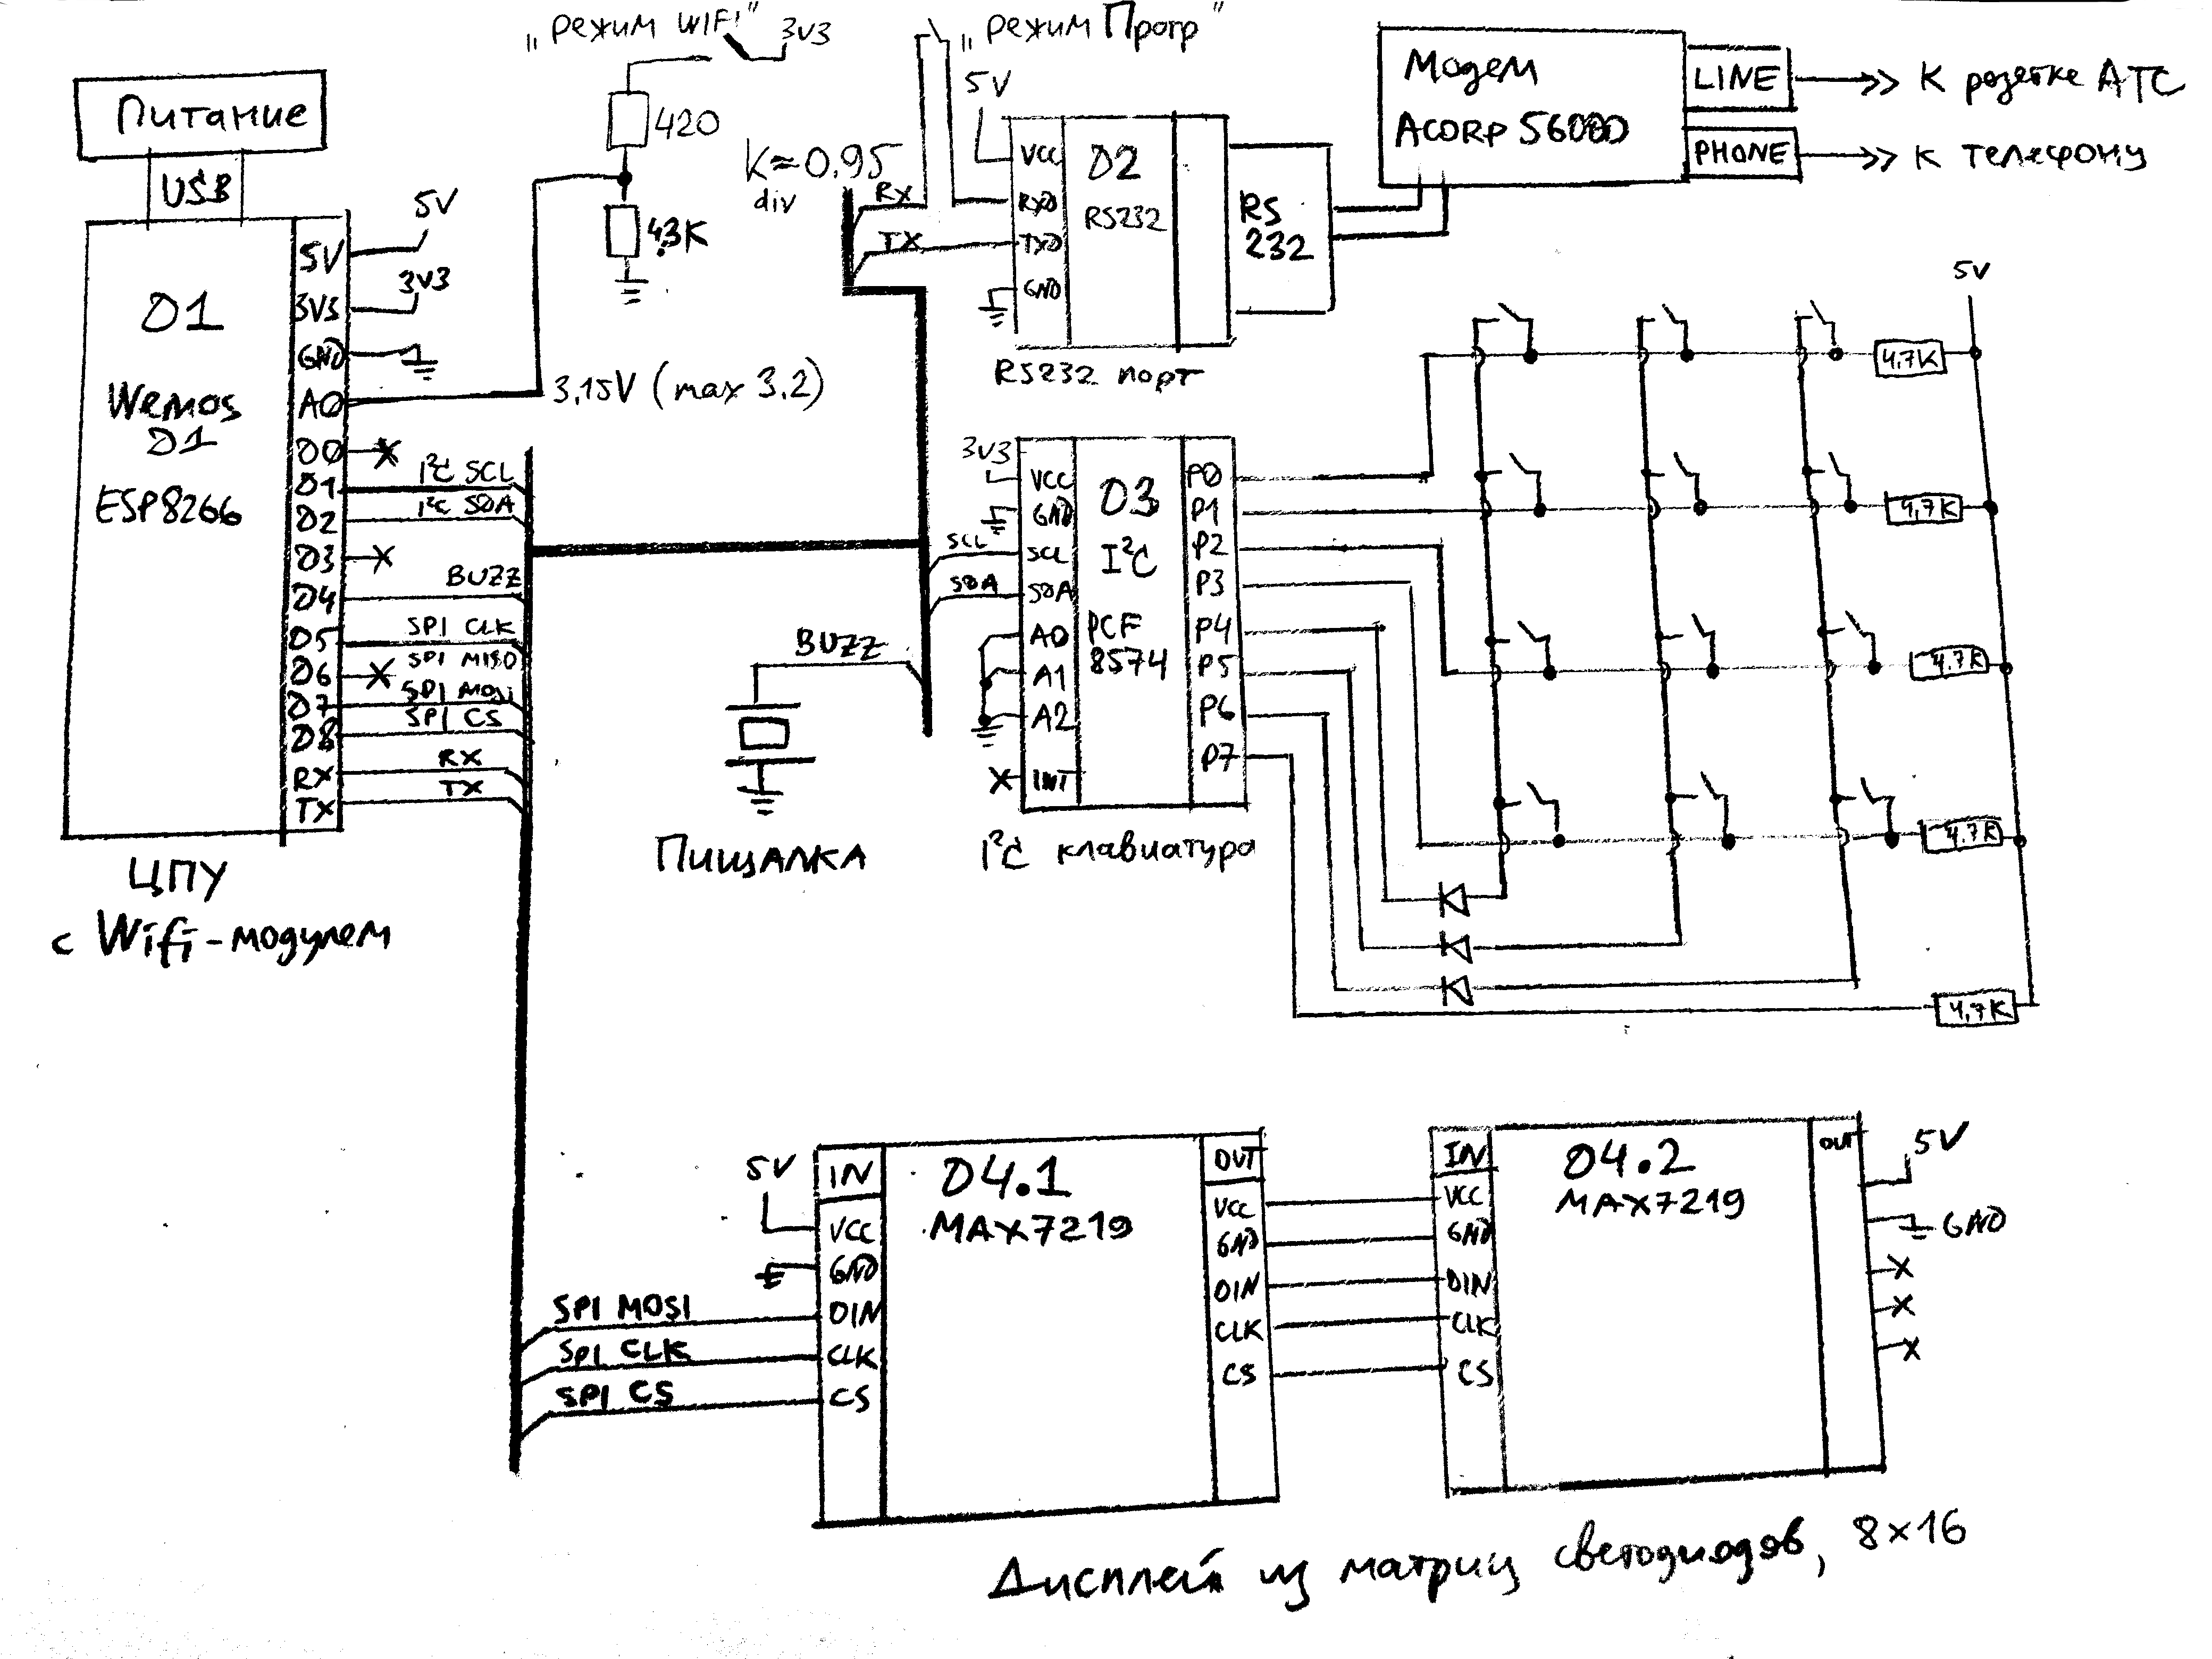 „Режим WIFI”
3V3
„Режим Прогр”
Модем
ACORP 56000
LINE
К розетке АТС
PHONE
К телефону
Питание
USB
420
43K
K≈0,95
div
RX
TX
5V
VCC
RXD
TXD
GND
D2
RS232
RS
232
RS232 порт
5V
3V3
5V
3V3
GND
A0
D0
D1
D2
D3
D4
D5
D6
D7
D8
RX
TX
D1
Wemos
D1
ESP8266
3,15V (max 3.2)
I²C SCL
I²C SDA
BUZZ
SPI CLK
SPI MISO
SPI MOSI
SPI CS
RX
TX
ЦПУ
с Wifi-модулем
BUZZ
Пищалка
3V3
SCL
SDA
VCC
GND
SCL
SDA
A0
A1
A2
INT
D3
I²C
PCF
8574
P0
P1
P2
P3
P4
P5
P6
P7
I²C клавиатура
5V
4.7K
4,7K
4.7K
4.7K
4,7K
5V
IN
VCC
GND
DIN
CLK
CS
D4.1
MAX7219
OUT
VCC
GND
DIN
CLK
CS
SPI MOSI
SPI CLK
SPI CS
IN
VCC
GND
DIN
CLK
CS
D4.2
MAX7219
OUT
5V
GND
Дисплей из матриц светодиодов, 8×16